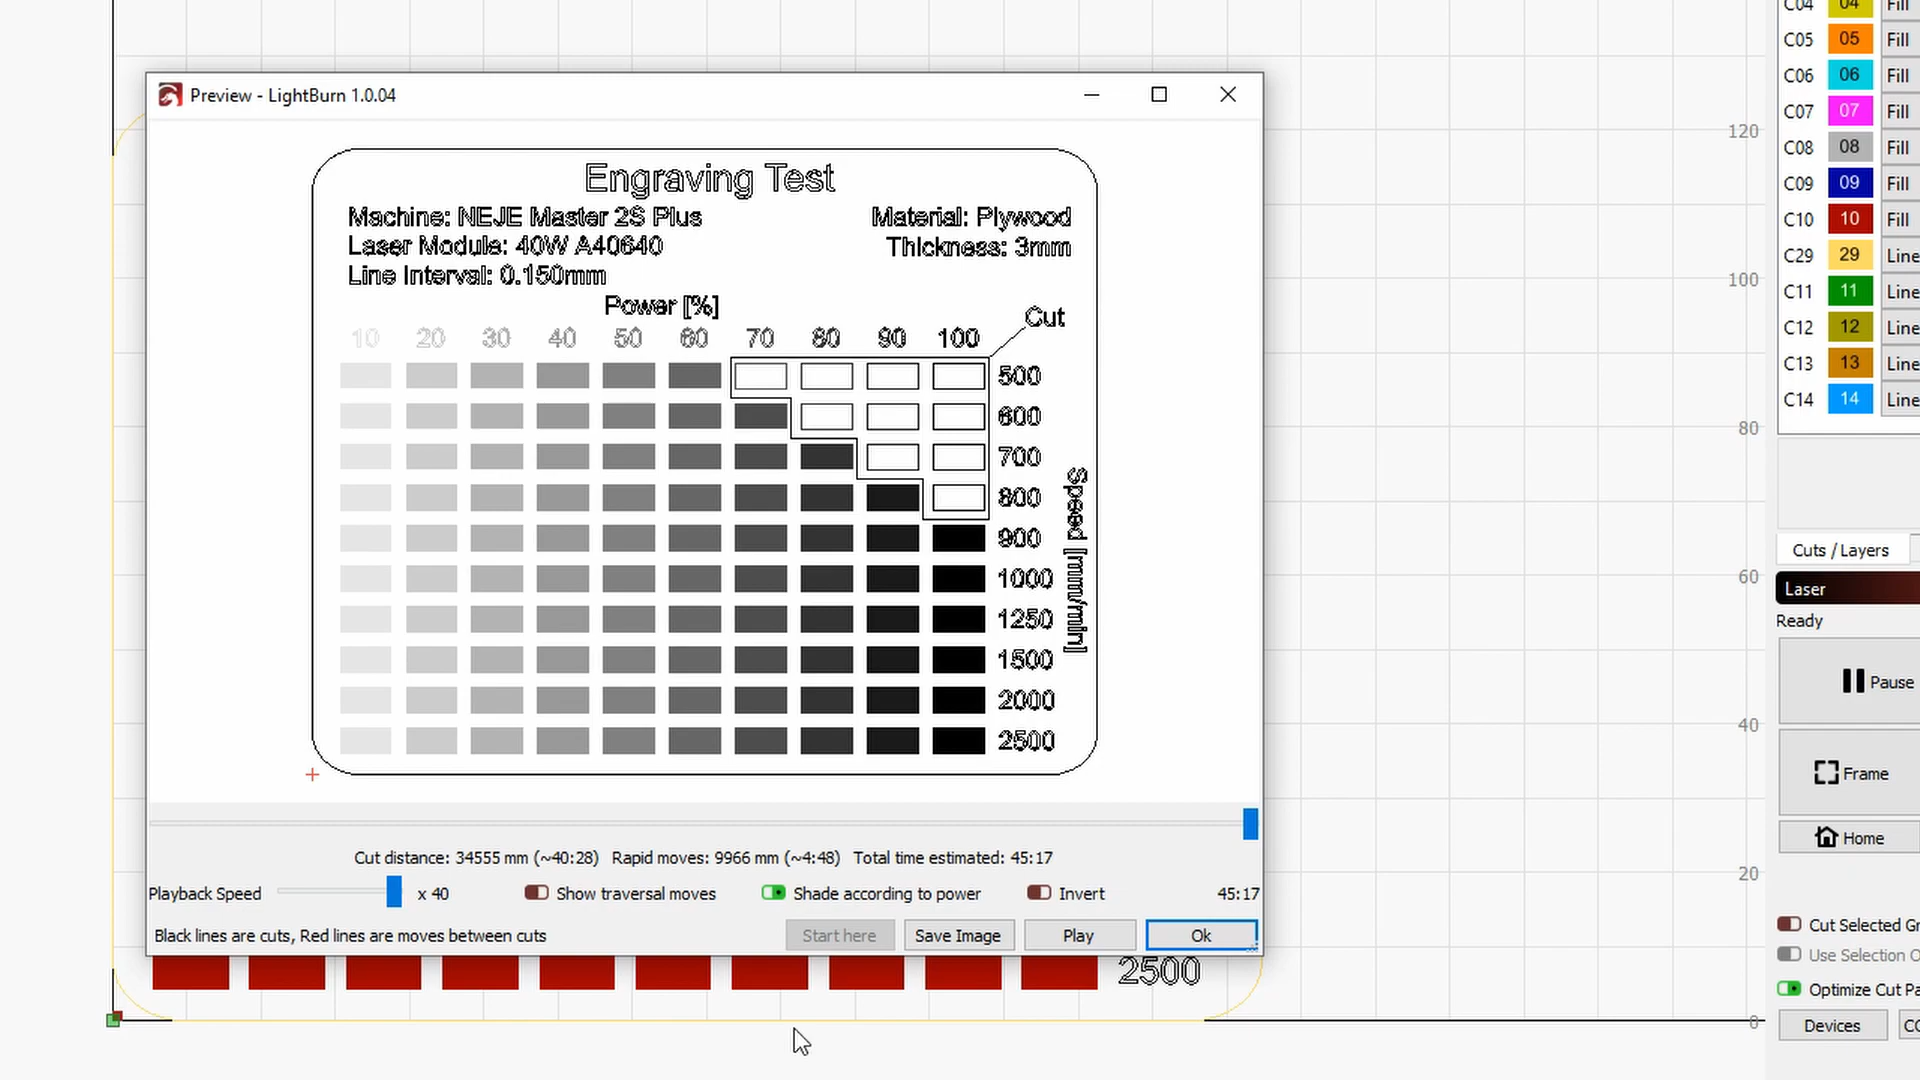 Preview - LightBurn 1.0.04
Engraving Test
Machine: NEJE Master 2S Plus
Material: Plywood
Laser Module: 40W A40640
Thickness: 3mm
Line Interval: 0.150mm
Power [%]
Cut
10 20 30 40 50 60 70 80 90 100
500
600
700
800
900
1000
1250
1500
2000
2500
Speed [mm/min]
Cut distance: 34555 mm (~40:28) Rapid moves: 9966 mm (~4:48) Total time estimated: 45:17
Playback Speed x 40 Show traversal moves Shade according to power Invert 45:17
Black lines are cuts, Red lines are moves between cuts
Start here Save Image Play Ok
2500
120
100
80
60
40
20
0
C04 04 Fill
C05 05 Fill
C06 06 Fill
C07 07 Fill
C08 08 Fill
C09 09 Fill
C10 10 Fill
C29 29 Line
C11 11 Line
C12 12 Line
C13 13 Line
C14 14 Line
Cuts / Layers
Laser
Ready
Pause
Frame
Home
Cut Selected Gr
Use Selection O
Optimize Cut Pa
Devices